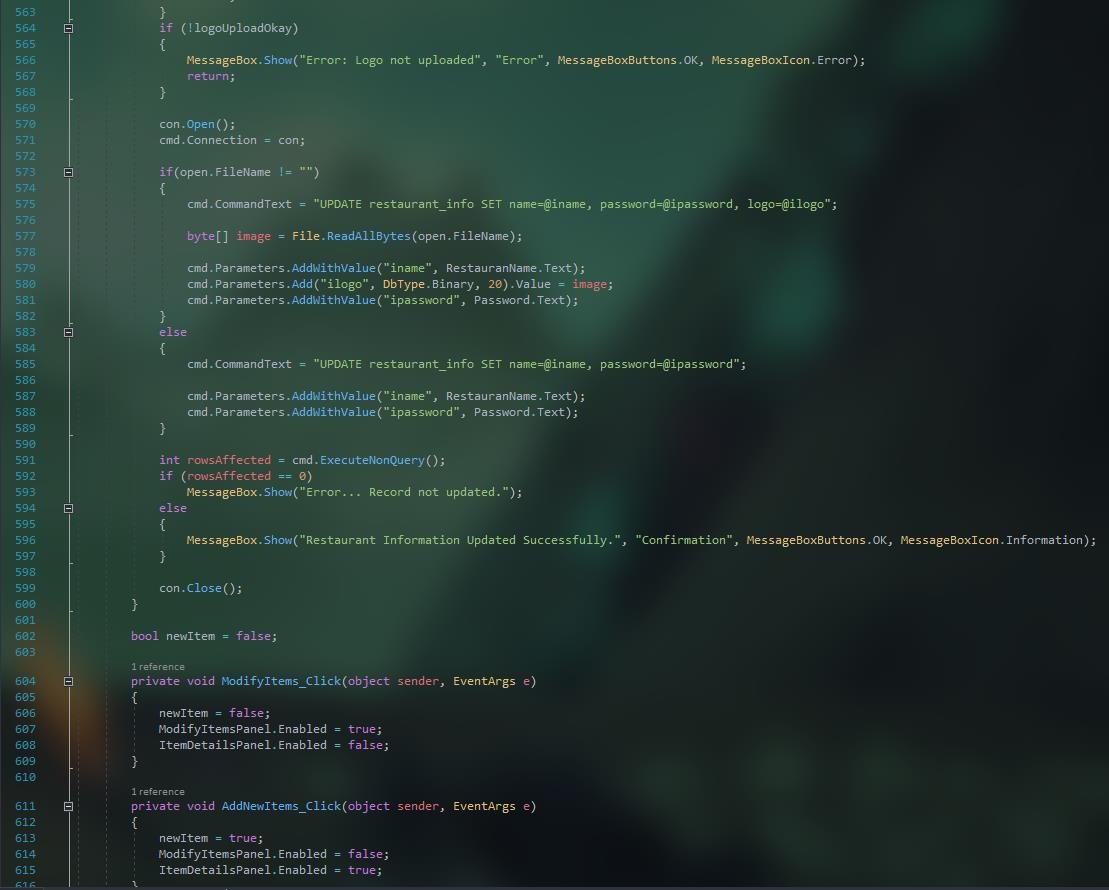 563 }
564 if (!logoUploadOkay)
565 {
566 MessageBox.Show("Error: Logo not uploaded", "Error", MessageBoxButtons.OK, MessageBoxIcon.Error);
567 return;
568 }
569
570 con.Open();
571 cmd.Connection = con;
572
573 if(open.FileName != "")
574 {
575 cmd.CommandText = "UPDATE restaurant_info SET name=@iname, password=@ipassword, logo=@ilogo";
576
577 byte[] image = File.ReadAllBytes(open.FileName);
578
579 cmd.Parameters.AddWithValue("iname", RestauranName.Text);
580 cmd.Parameters.Add("ilogo", DbType.Binary, 20).Value = image;
581 cmd.Parameters.AddWithValue("ipassword", Password.Text);
582 }
583 else
584 {
585 cmd.CommandText = "UPDATE restaurant_info SET name=@iname, password=@ipassword";
586
587 cmd.Parameters.AddWithValue("iname", RestauranName.Text);
588 cmd.Parameters.AddWithValue("ipassword", Password.Text);
589 }
590
591 int rowsAffected = cmd.ExecuteNonQuery();
592 if (rowsAffected == 0)
593 MessageBox.Show("Error... Record not updated.");
594 else
595 {
596 MessageBox.Show("Restaurant Information Updated Successfully.", "Confirmation", MessageBoxButtons.OK, MessageBoxIcon.Information);
597 }
598
599 con.Close();
600 }
601
602 bool newItem = false;
603
1 reference
604 private void ModifyItems_Click(object sender, EventArgs e)
605 {
606 newItem = false;
607 ModifyItemsPanel.Enabled = true;
608 ItemDetailsPanel.Enabled = false;
609 }
610
1 reference
611 private void AddNewItems_Click(object sender, EventArgs e)
612 {
613 newItem = true;
614 ModifyItemsPanel.Enabled = false;
615 ItemDetailsPanel.Enabled = true;
616 }